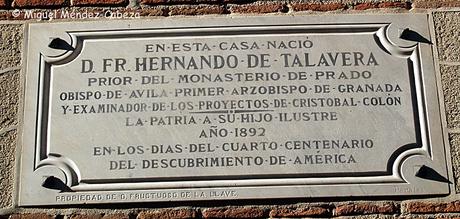 © Miguel Mendez-Cabeza
EN ESTA CASA NACIÓ
D. FR. HERNANDO DE TALAVERA
PRIOR DEL MONASTERIO DE PRADO
OBISPO DE AVILA PRIMER ARZOBISPO DE GRANADA
Y EXAMINADOR DE LOS PROYECTOS DE CRISTOBAL COLÓN
LA PATRIA A SU HIJO ILUSTRE
AÑO 1892
EN LOS DIAS DEL CUARTO CENTENARIO
DEL DESCUBRIMIENTO DE AMÉRICA
PROPIEDAD DE D. FRUCTUOSO DE LA LLAVE